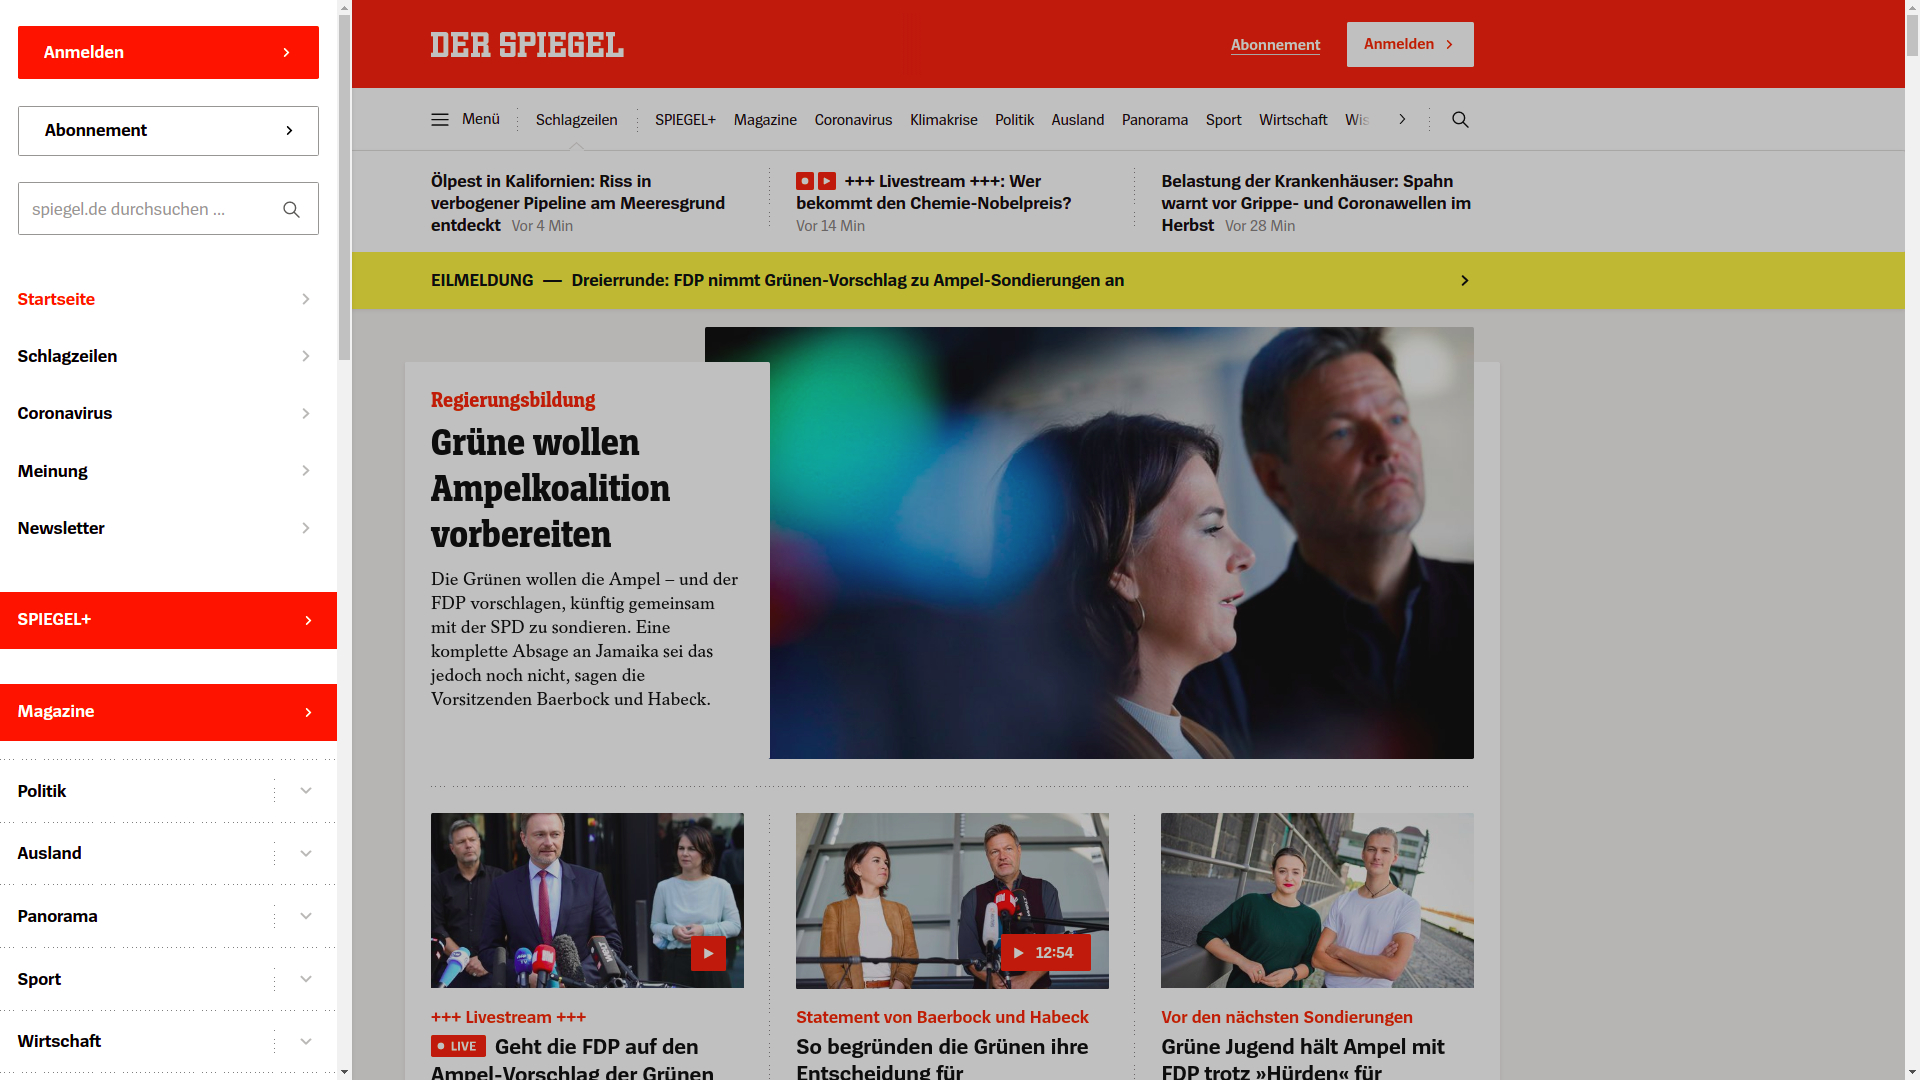 Anmelden
Abonnement
spiegel.de durchsuchen ...
Startseite
Schlagzeilen
Coronavirus
Meinung
Newsletter
SPIEGEL+
Magazine
Politik
Ausland
Panorama
Sport
Wirtschaft
DER SPIEGEL
Abonnement
Anmelden
Menü
Schlagzeilen
SPIEGEL+
Magazine
Coronavirus
Klimakrise
Politik
Ausland
Panorama
Sport
Wirtschaft
Wis
Ölpest in Kalifornien: Riss in
verbogener Pipeline am Meeresgrund
entdeckt Vor 4 Min
+++ Livestream +++: Wer
bekommt den Chemie-Nobelpreis?
Vor 14 Min
Belastung der Krankenhäuser: Spahn
warnt vor Grippe- und Coronawellen im
Herbst Vor 28 Min
EILMELDUNG — Dreierrunde: FDP nimmt Grünen-Vorschlag zu Ampel-Sondierungen an
Regierungsbildung
Grüne wollen
Ampelkoalition
vorbereiten
Die Grünen wollen die Ampel – und der
FDP vorschlagen, künftig gemeinsam
mit der SPD zu sondieren. Eine
komplette Absage an Jamaika sei das
jedoch noch nicht, sagen die
Vorsitzenden Baerbock und Habeck.
12:54
+++ Livestream +++
LIVE Geht die FDP auf den
Ampel-Vorschlag der Grünen
Statement von Baerbock und Habeck
So begründen die Grünen ihre
Entscheidung für
Vor den nächsten Sondierungen
Grüne Jugend hält Ampel mit
FDP trotz »Hürden« für